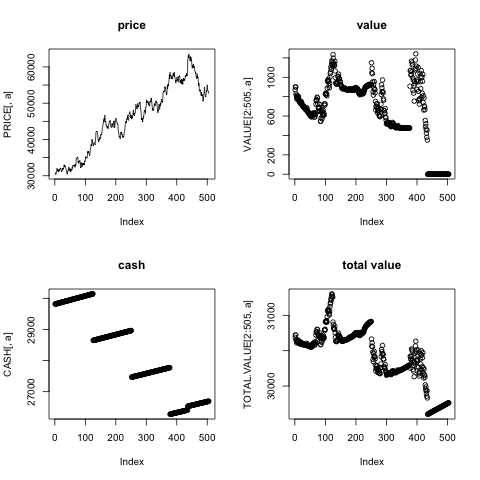 price
PRICE[, a]
30000 40000 50000 60000
0 100 200 300 400 500
Index
value
VALUE[2:505, a]
0 200 600 1000
0 100 200 300 400 500
Index
cash
CASH[, a]
27000 29000
0 100 200 300 400 500
Index
total value
TOTAL.VALUE[2:505, a]
30000 31000
0 100 200 300 400 500
Index